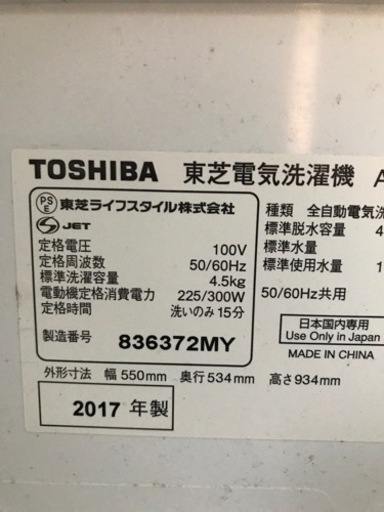 TOSHIBA 東芝電気洗濯機
PS
E
東芝ライフスタイル株式会社
S JET
定格電圧 100V
定格周波数 50/60Hz
標準洗濯容量 4.5kg
電動機定格消費電力 225/300W
定格時間 洗いのみ15分
製造番号 836372MY
外形寸法 幅550mm 奥行534mm 高さ934mm
2017 年製
種類 全自動電気洗
標準脱水容量 4
標準水量
標準使用水量 1
50/60Hz共用
日本国内専用
Use Only in Japan
MADE IN CHINA